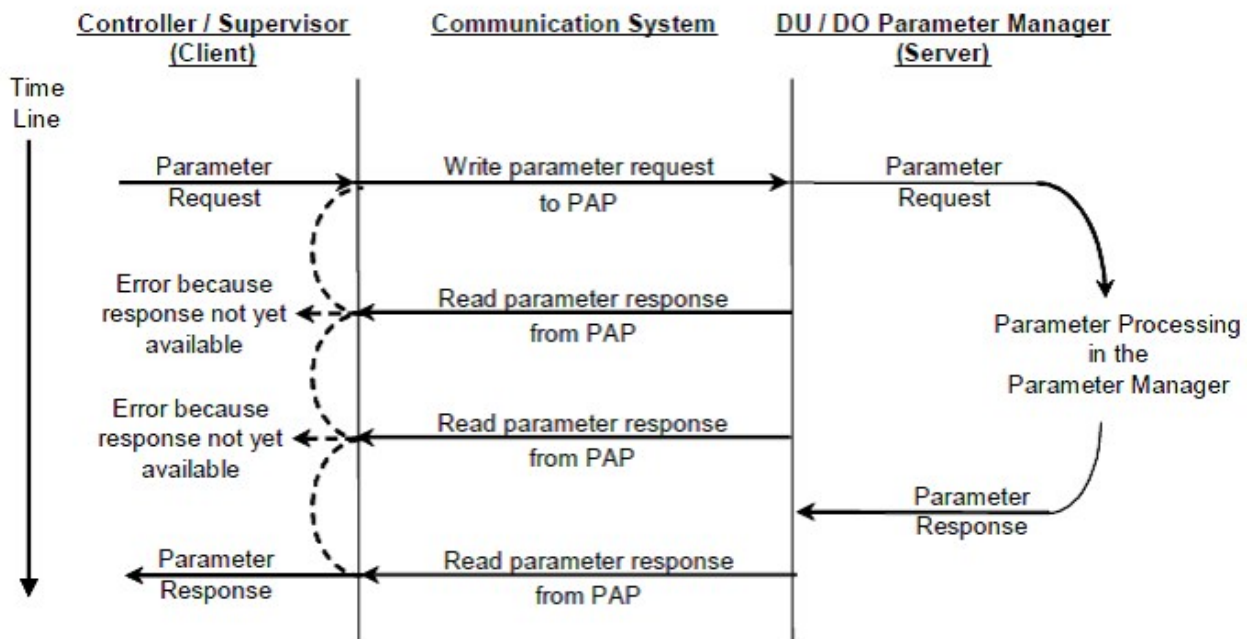 Controller / Supervisor
(Client)
Communication System
DU / DO Parameter Manager
(Server)
Time
Line
Parameter
Request
Write parameter request
to PAP
Parameter
Request
Error because
response not yet
available
Read parameter response
from PAP
Parameter Processing
in the
Parameter Manager
Error because
response not yet
available
Read parameter response
from PAP
Parameter
Response
Parameter
Response
Read parameter response
from PAP